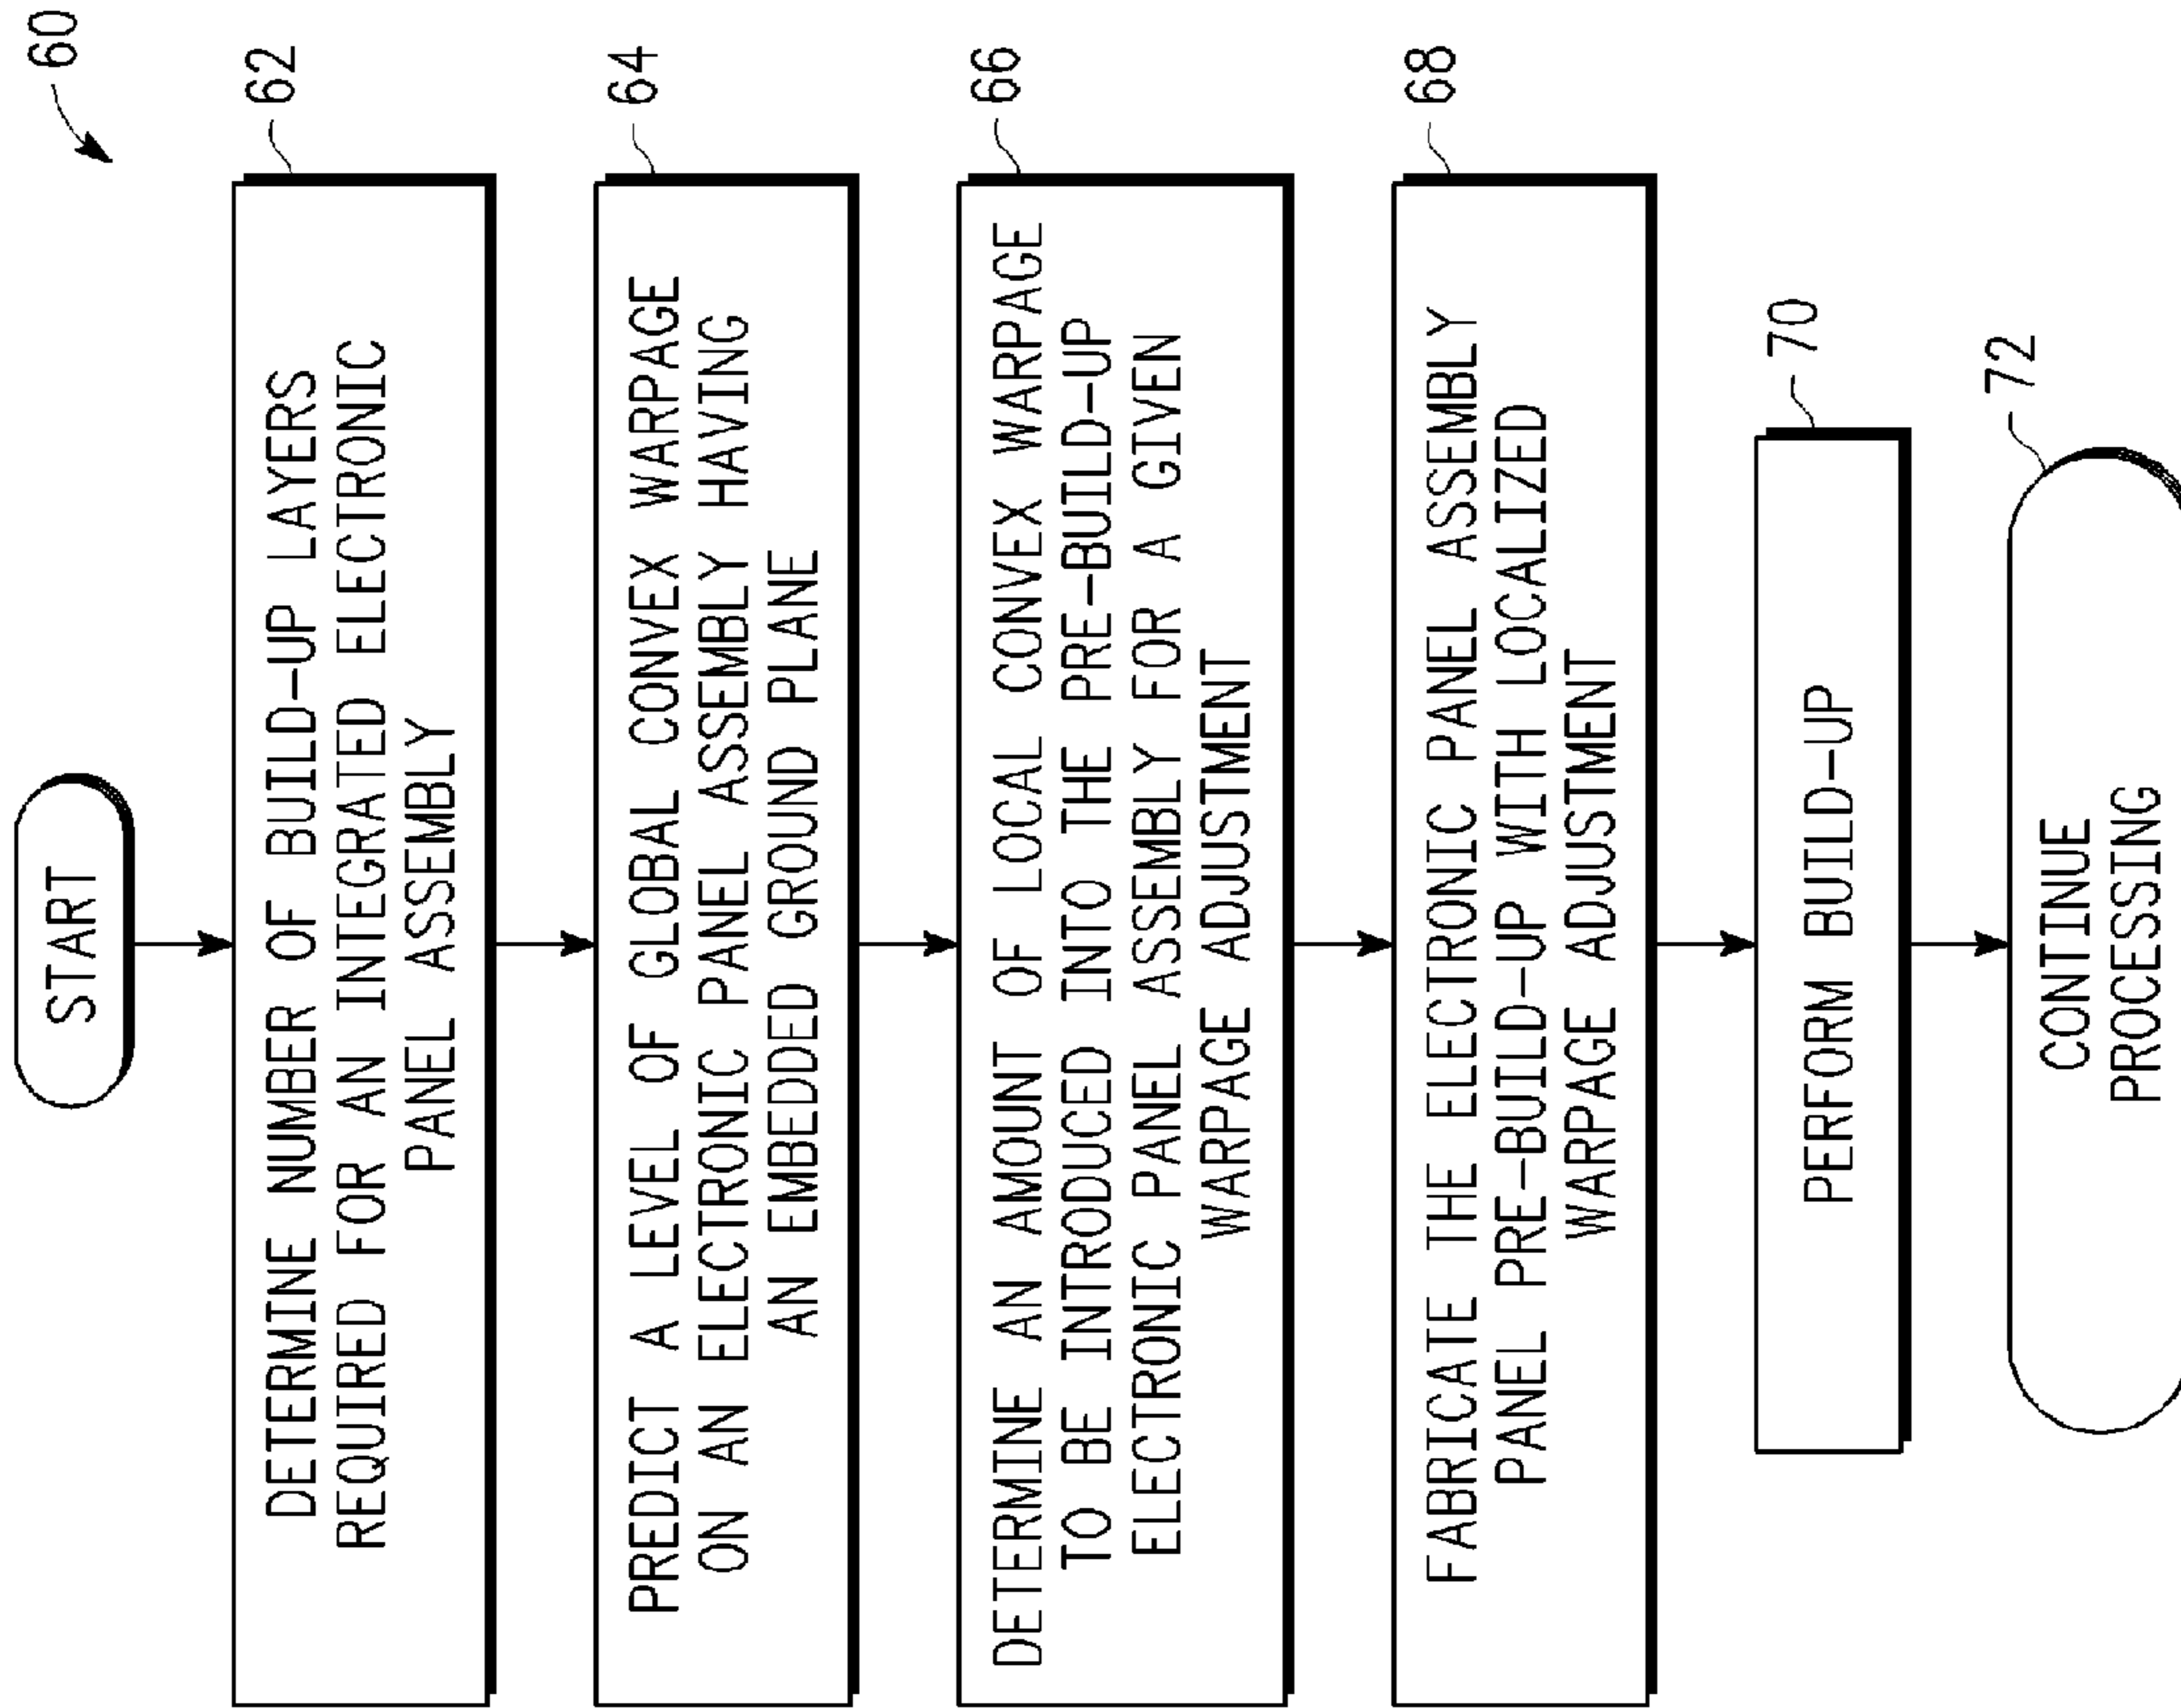 60
START
62
DETERMINE NUMBER OF BUILD-UP LAYERS
REQUIRED FOR AN INTEGRATED ELECTRONIC
PANEL ASSEMBLY
64
PREDICT A LEVEL OF GLOBAL CONVEX WARPAGE
ON AN ELECTRONIC PANEL ASSEMBLY HAVING
AN EMBEDDED GROUND PLANE
66
DETERMINE AN AMOUNT OF LOCAL CONVEX WARPAGE
TO BE INTRODUCED INTO THE PRE-BUILD-UP
ELECTRONIC PANEL ASSEMBLY FOR A GIVEN
WARPAGE ADJUSTMENT
68
FABRICATE THE ELECTRONIC PANEL ASSEMBLY
PANEL PRE-BUILD-UP WITH LOCALIZED
WARPAGE ADJUSTMENT
70
PERFORM BUILD-UP
72
CONTINUE
PROCESSING